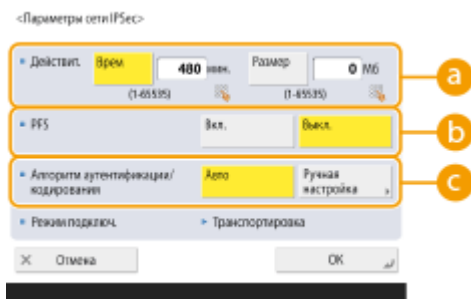 <Параметры сети IPSec>
Действит. Врем. 480 мин. Размер 0 Мб
(1-65535) (1-65535)
a
PFS Вкл. Выкл.
b
Алгоритм аутентификации/
кодирования
Авто Ручная
настройка
c
Режим подключ. Транспортировка
Отмена OK